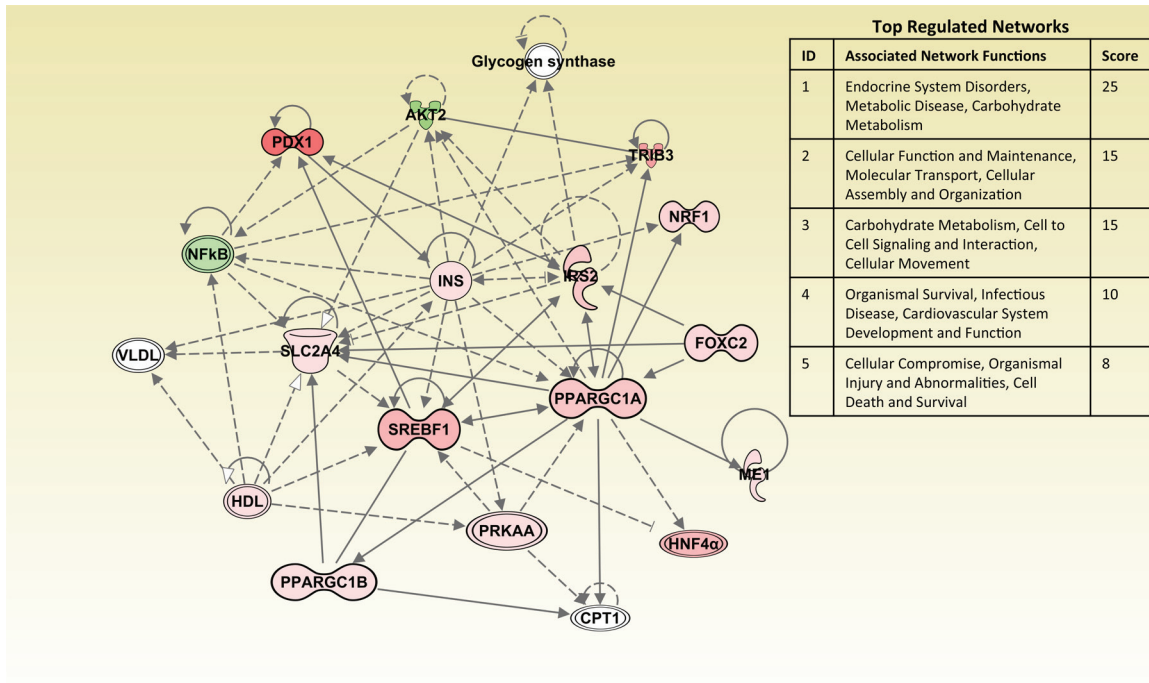 Top Regulated Networks
ID Associated Network Functions Score
1 Endocrine System Disorders, 25
Metabolic Disease, Carbohydrate
Metabolism
2 Cellular Function and Maintenance, 15
Molecular Transport, Cellular
Assembly and Organization
3 Carbohydrate Metabolism, Cell to 15
Cell Signaling and Interaction,
Cellular Movement
4 Organismal Survival, Infectious 10
Disease, Cardiovascular System
Development and Function
5 Cellular Compromise, Organismal 8
Injury and Abnormalities, Cell
Death and Survival
Glycogen synthase
AKT2
PDX1
TRIB3
NRF1
NFkB
INS
IRS2
VLDL
SLC2A4
FOXC2
PPARGC1A
SREBF1
ME1
HDL
PRKAA
HNF4α
PPARGC1B
CPT1